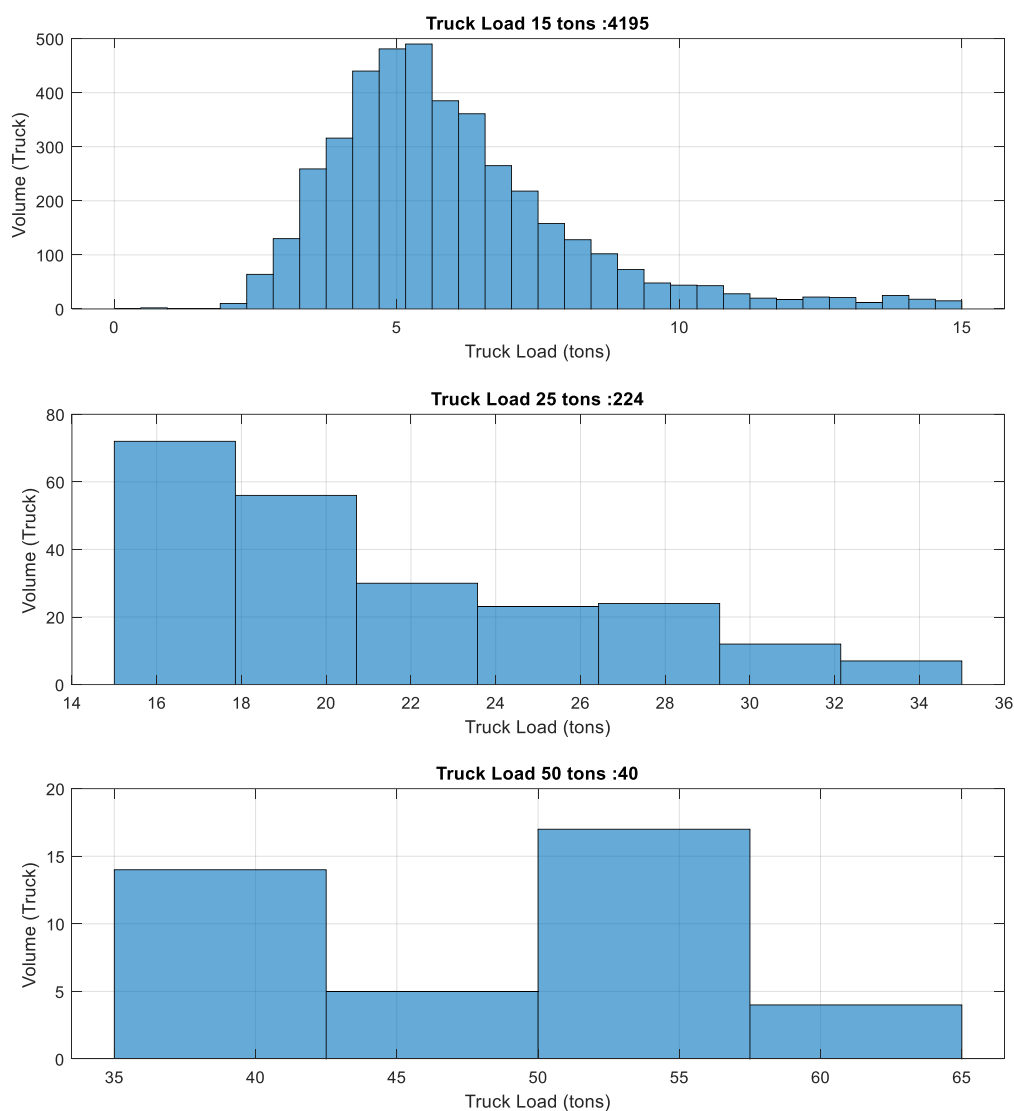 Truck Load 15 tons :4195
500
400
300
200
100
0
Volume (Truck)
0 5 10 15
Truck Load (tons)
Truck Load 25 tons :224
80
60
40
20
0
Volume (Truck)
14 16 18 20 22 24 26 28 30 32 34 36
Truck Load (tons)
Truck Load 50 tons :40
20
15
10
5
0
Volume (Truck)
35 40 45 50 55 60 65
Truck Load (tons)